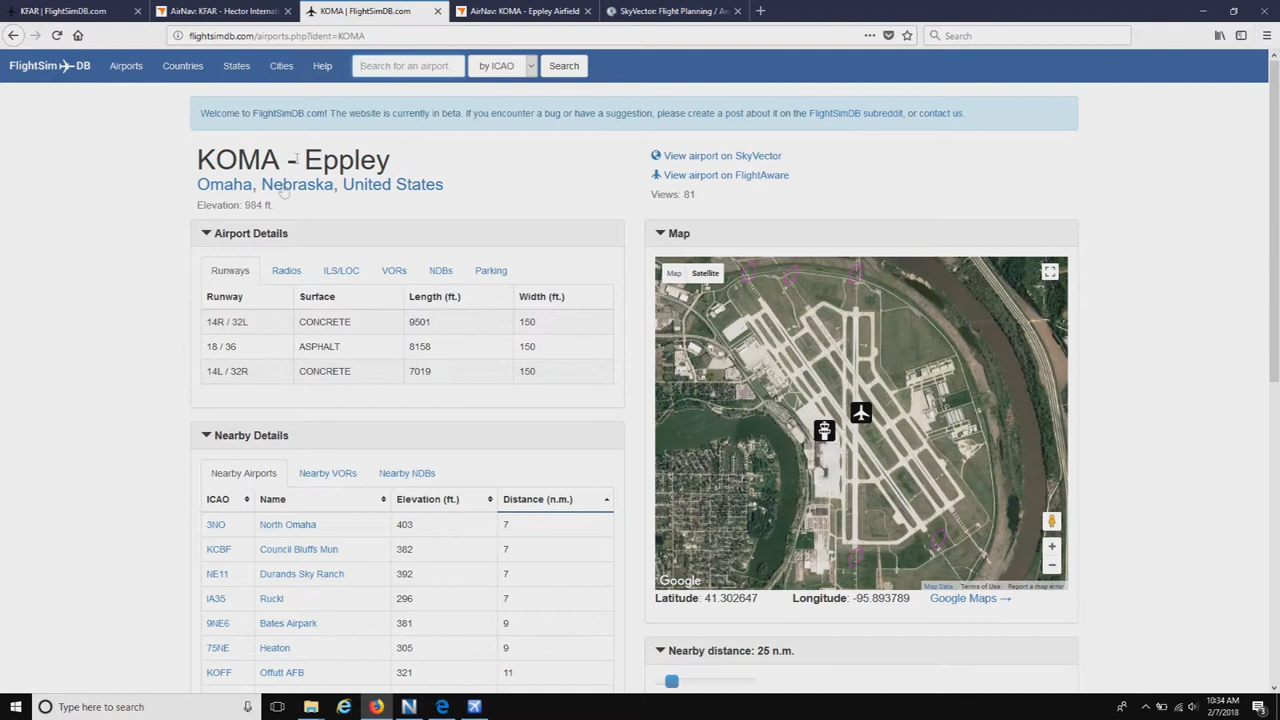 KFAR | FlightSimDB.com
AirNav: KFAR - Hector Internati
KOMA | FlightSimDB.com
AirNav: KOMA - Eppley Airfield
SkyVector: Flight Planning / Ae
flightsimdb.com/airports.php?ident=KOMA
Search
FlightSim DB
Airports
Countries
States
Cities
Help
Search for an airport
by ICAO
Search
Welcome to FlightSimDB.com! The website is currently in beta. If you encounter a bug or have a suggestion, please create a post about it on the FlightSimDB subreddit, or contact us.
KOMA - Eppley
Omaha, Nebraska, United States
Elevation: 984 ft.
View airport on SkyVector
View airport on FlightAware
Views: 81
Airport Details
Runways Radios ILS/LOC VORs NDBs Parking
Runway Surface Length (ft.) Width (ft.)
14R / 32L CONCRETE 9501 150
18 / 36 ASPHALT 8158 150
14L / 32R CONCRETE 7019 150
Nearby Details
Nearby Airports Nearby VORs Nearby NDBs
ICAO Name Elevation (ft.) Distance (n.m.)
3NO North Omaha 403 7
KCBF Council Bluffs Mun 382 7
NE11 Durands Sky Ranch 392 7
IA35 Ruckl 296 7
9NE6 Bates Airpark 381 9
75NE Heaton 305 9
KOFF Offutt AFB 321 11
Map
Map Satellite
Google
Map Data Terms of Use Report a map error
Latitude: 41.302647 Longitude: -95.893789 Google Maps →
Nearby distance: 25 n.m.
Type here to search
10:34 AM
2/7/2018